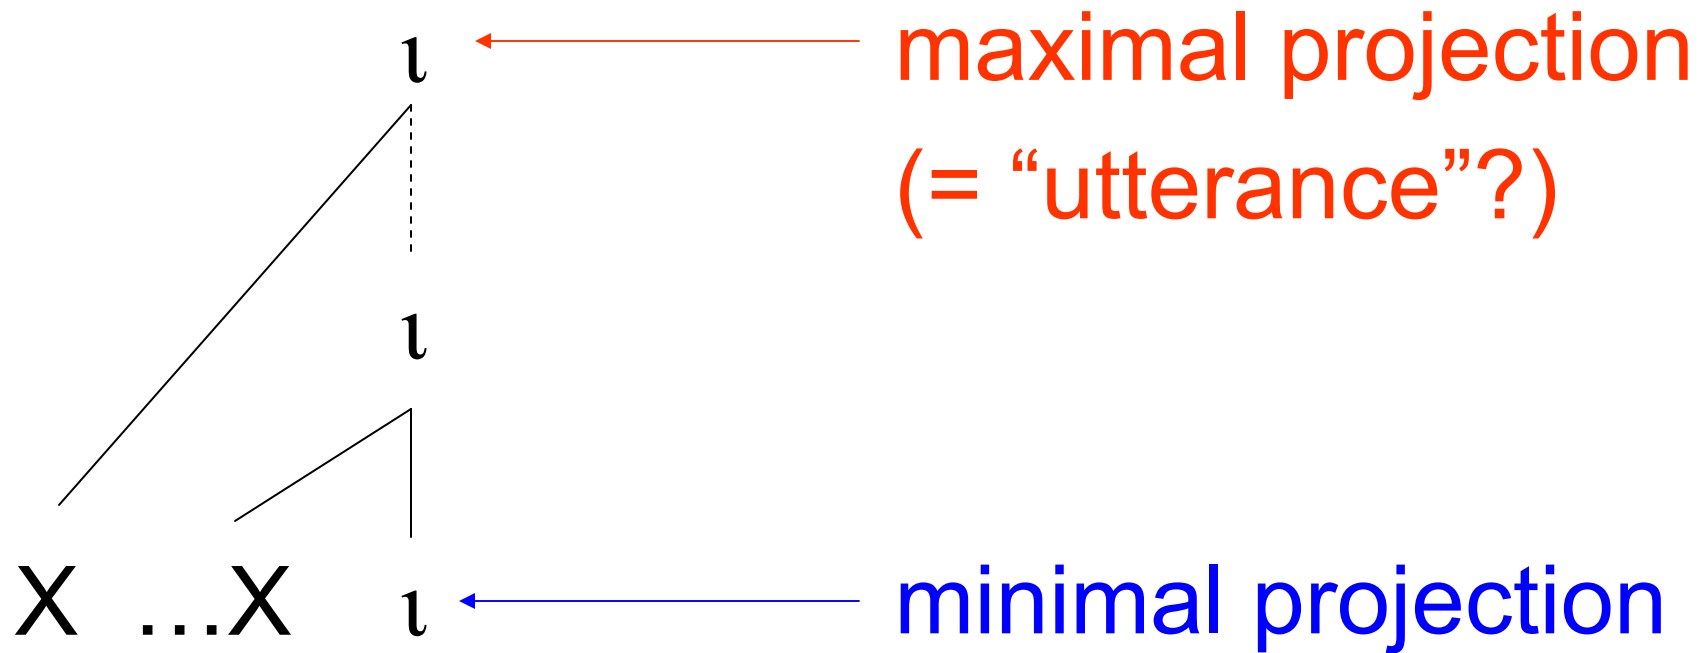 ι maximal projection
(= “utterance”?)
ι
X …X ι minimal projection